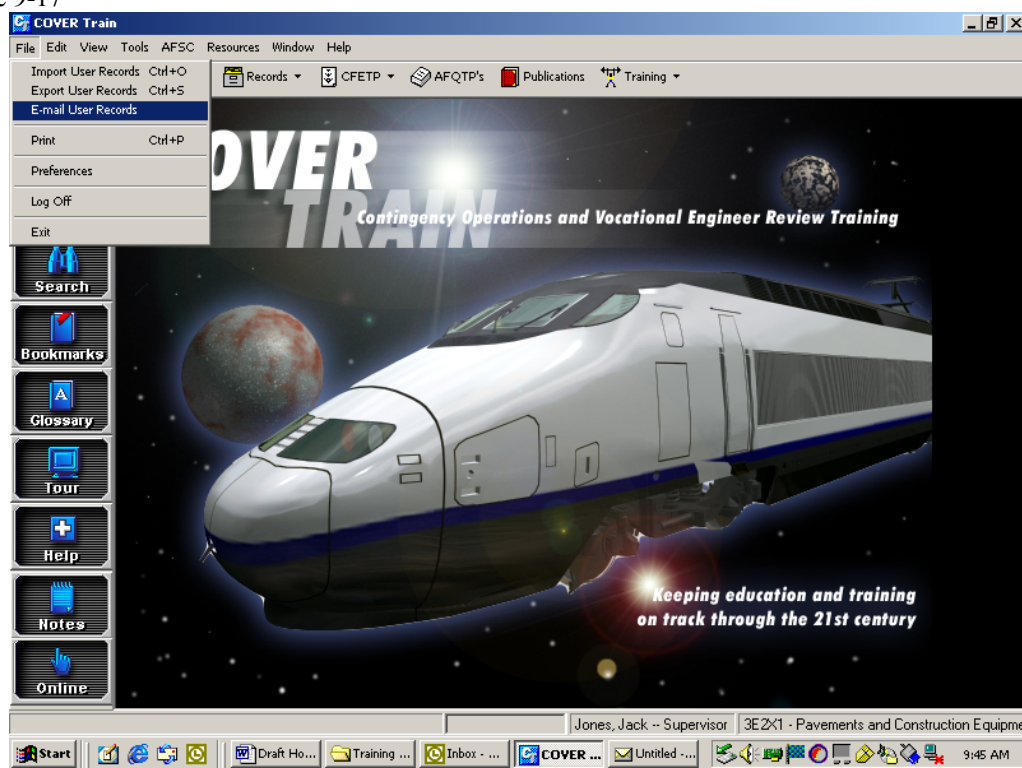 COVER Train
File Edit View Tools AFSC Resources Window Help
Import User Records Ctrl+O
Export User Records Ctrl+S
E-mail User Records
Print Ctrl+P
Preferences
Log Off
Exit
Records CFETP AFQTP's Publications Training
OVER
TRAIN
Contingency Operations and Vocational Engineer Review Training
Search
Bookmarks
Glossary
Tour
Help
Notes
Online
Keeping education and training
on track through the 21st century
Jones, Jack -- Supervisor 3E2X1 - Pavements and Construction Equipme
Start Draft Ho... Training ... Inbox - ... COVER ... Untitled -... 9:45 AM